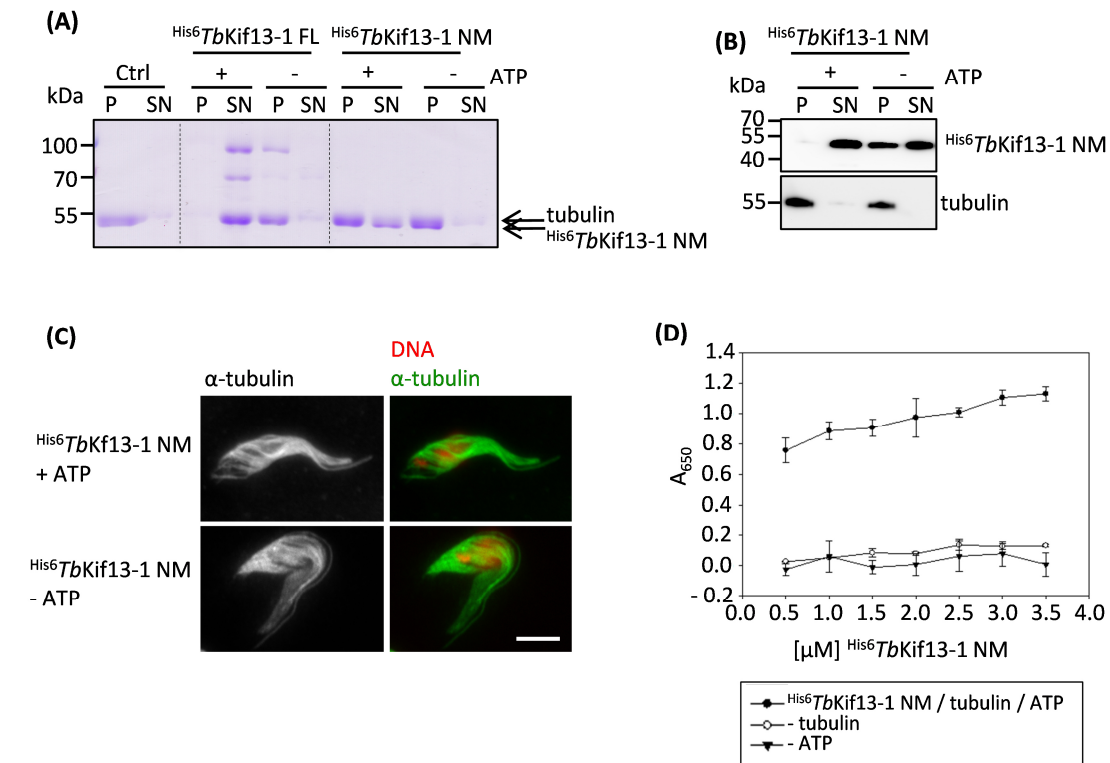 (A)
His6TbKif13-1 FL His6TbKif13-1 NM
Ctrl + - + - ATP
kDa P SN P SN P SN P SN P SN
100
70
55
tubulin
His6TbKif13-1 NM
(B)
His6TbKif13-1 NM
+ - ATP
kDa P SN P SN
70
55
40
His6TbKif13-1 NM
55
tubulin
(C)
DNA
α-tubulin α-tubulin
His6TbKf13-1 NM
+ ATP
His6TbKif13-1 NM
- ATP
(D)
1.4
1.2
1.0
0.8
0.6
0.4
0.2
0.0
- 0.2
A650
0.0 0.5 1.0 1.5 2.0 2.5 3.0 3.5 4.0
[µM] His6TbKif13-1 NM
His6TbKif13-1 NM / tubulin / ATP
- tubulin
- ATP